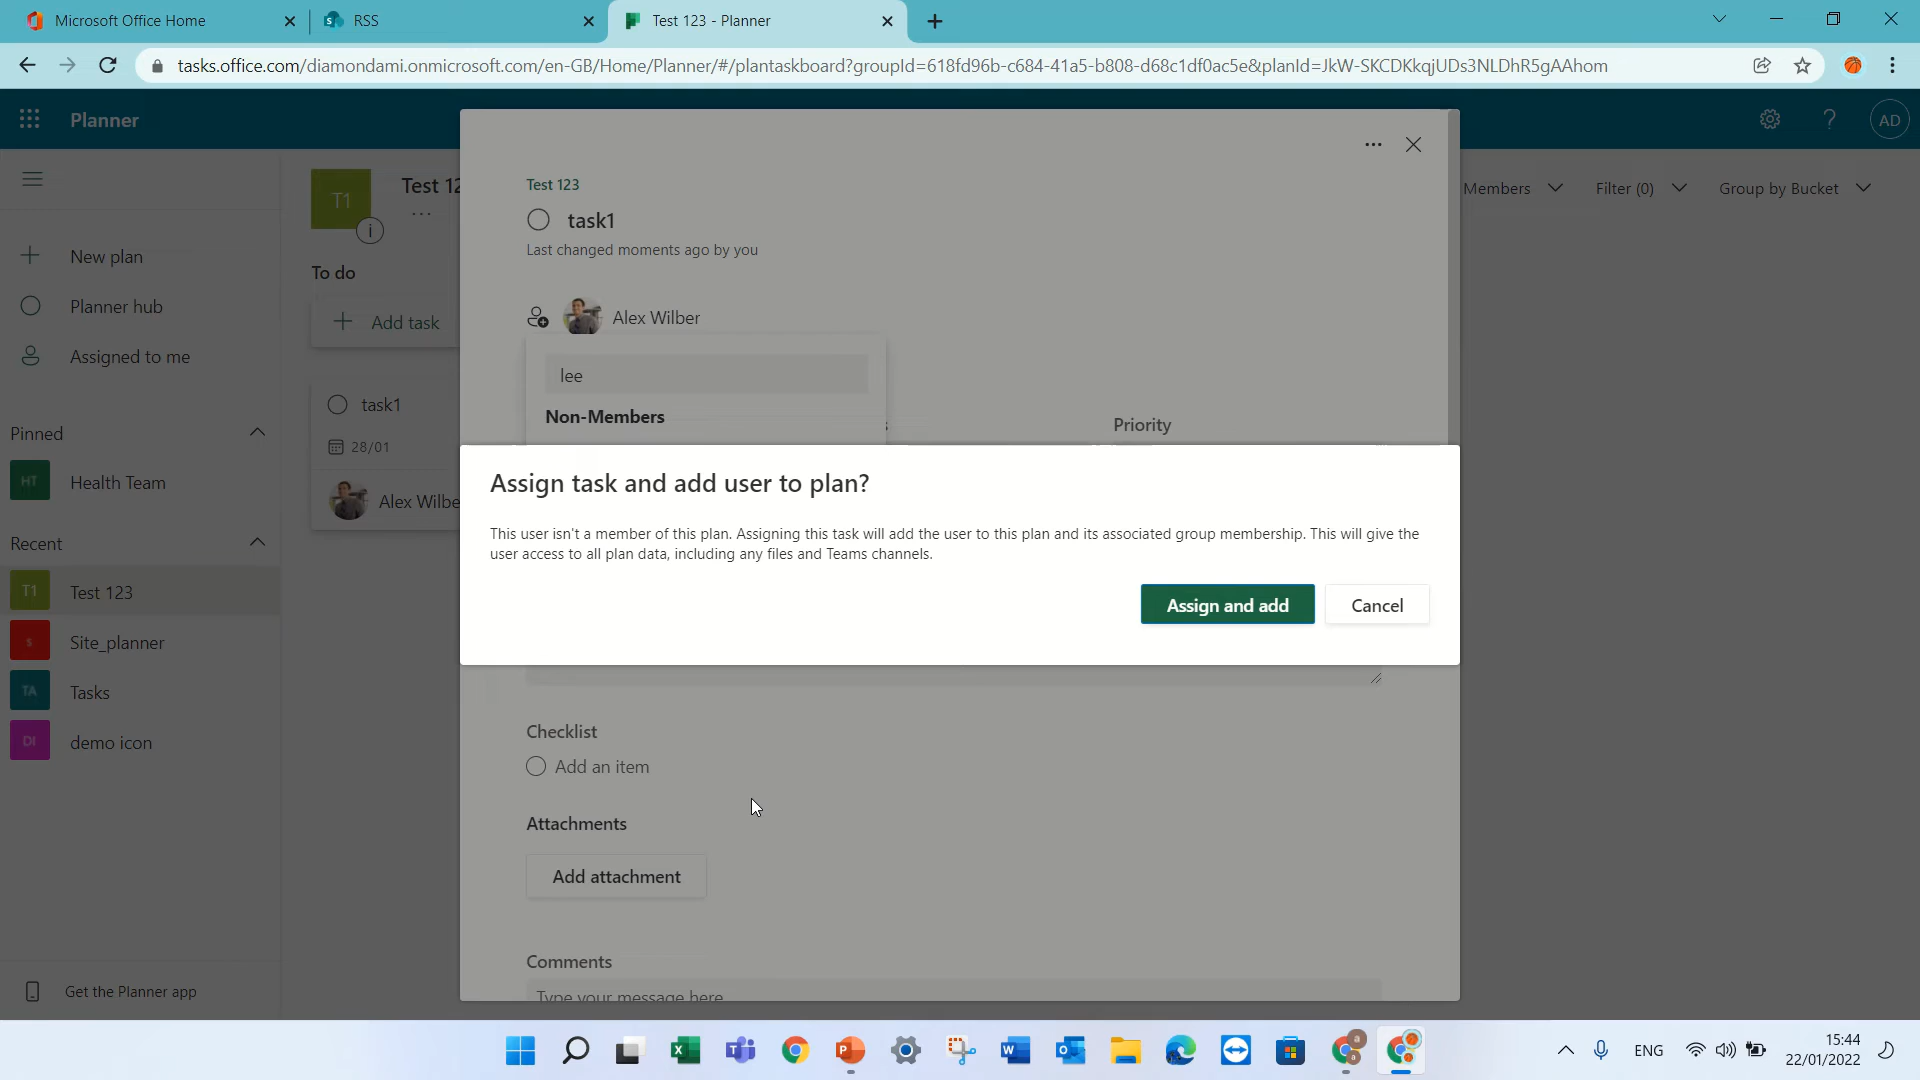 Microsoft Office Home
RSS
Test 123 - Planner
tasks.office.com/diamondami.onmicrosoft.com/en-GB/Home/Planner/#/plantaskboard?groupId=618fd96b-c684-41a5-b808-d68c1df0ac5e&planId=JkW-SKCDKkqjUDs3NLDhR5gAAhom
Planner
AD
New plan
Planner hub
Assigned to me
Pinned
HT
Health Team
Recent
T1
Test 123
S
Site_planner
TA
Tasks
DI
demo icon
Get the Planner app
T1
Test 12
To do
Add task
task1
28/01
Alex Wilbe
Members
Filter (0)
Group by Bucket
Test 123
task1
Last changed moments ago by you
Alex Wilber
lee
Non-Members
Priority
Assign task and add user to plan?
This user isn't a member of this plan. Assigning this task will add the user to this plan and its associated group membership. This will give the
user access to all plan data, including any files and Teams channels.
Assign and add
Cancel
Checklist
Add an item
Attachments
Add attachment
Comments
Type your message here
ENG
15:44
22/01/2022